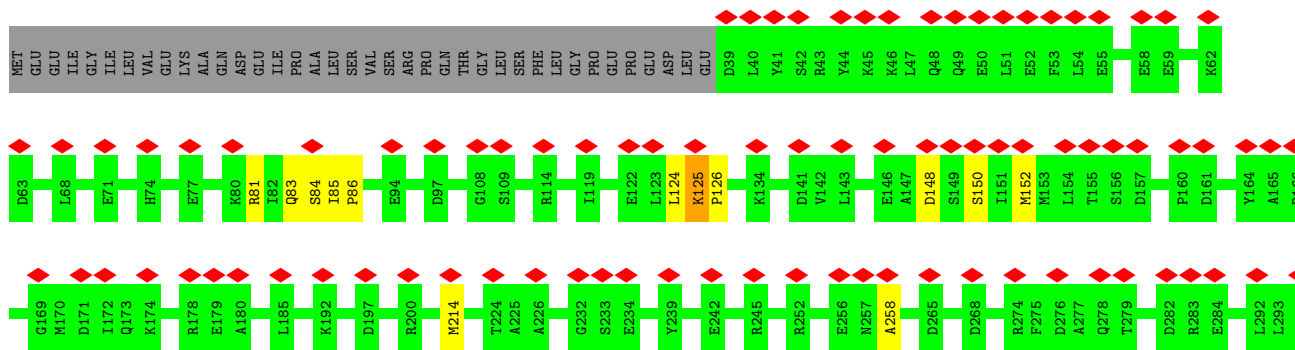 MET GLU GLU ILE GLY ILE LEU VAL GLU LYS ALA GLN ASP GLU ILE PRO ALA LEU SER VAL SER ARG PRO GLN THR GLY LEU SER PHE LEU GLY PRO GLU PRO GLU ASP LEU GLU D39 L40 Y41 S42 R43 Y44 K45 K46 L47 Q48 Q49 E50 L51 E52 F53 L54 E55 E58 E59 K62
D63 L68 E71 H74 E77 K80 R81 I82 Q83 S84 I85 P86 E94 D97 G108 S109 R114 I119 E122 L123 L124 K125 P126 K134 D141 V142 L143 E146 A147 D148 S149 S150 I151 M152 M153 L154 T155 S156 D157 P160 D161 Y164 A165
G169 M170 D171 I172 Q173 K174 R178 E179 A180 L185 K192 D197 R200 M214 T224 A225 A226 G232 S233 E234 Y239 E242 R245 R252 E256 N257 A258 D265 D268 R274 F275 D276 A277 Q278 T279 D282 R283 E284 L292 L293